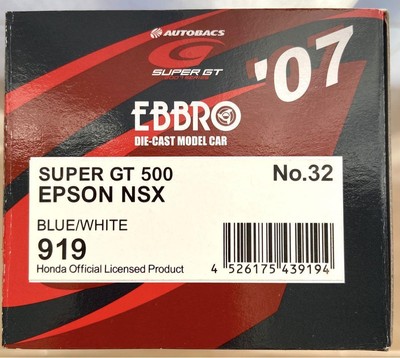 AUTOBACS
SUPER GT
'07
EBBRO
DIE-CAST MODEL CAR
SUPER GT 500 No.32
EPSON NSX
BLUE/WHITE
919
Honda Official Licensed Product
4 526175 439194